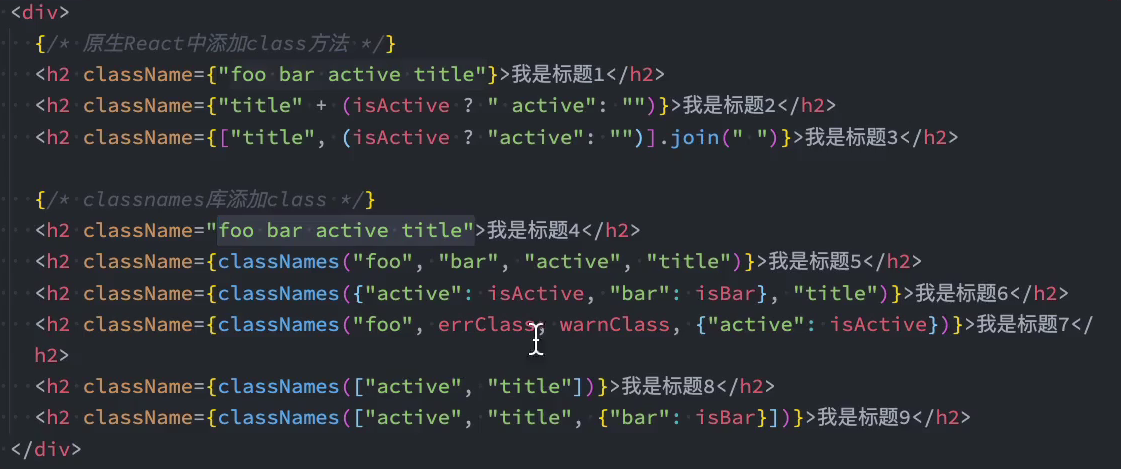 <div>
{/* 原生React中添加class方法 */}
<h2 className={"foo bar active title"}>我是标题1</h2>
<h2 className={"title" + (isActive ? " active": "")}>我是标题2</h2>
<h2 className={["title", (isActive ? "active": "")].join(" ")}>我是标题3</h2>
{/* classnames库添加class */}
<h2 className="foo bar active title">我是标题4</h2>
<h2 className={classNames("foo", "bar", "active", "title")}>我是标题5</h2>
<h2 className={classNames({"active": isActive, "bar": isBar}, "title")}>我是标题6</h2>
<h2 className={classNames("foo", errClass, warnClass, {"active": isActive})}>我是标题7</
h2>
<h2 className={classNames(["active", "title"])}>我是标题8</h2>
<h2 className={classNames(["active", "title", {"bar": isBar}])}>我是标题9</h2>
</div>